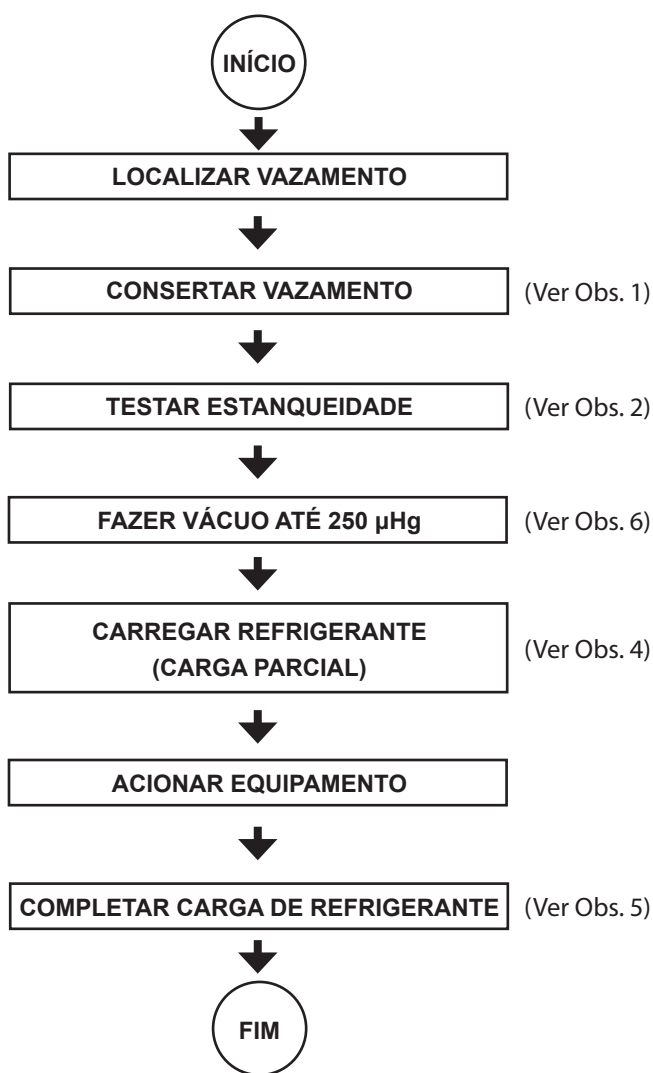 INÍCIO
LOCALIZAR VAZAMENTO
CONSERTAR VAZAMENTO (Ver Obs. 1)
TESTAR ESTANQUEIDADE (Ver Obs. 2)
FAZER VÁCUO ATÉ 250 µHg (Ver Obs. 6)
CARREGAR REFRIGERANTE
(CARGA PARCIAL) (Ver Obs. 4)
ACIONAR EQUIPAMENTO
COMPLETAR CARGA DE REFRIGERANTE (Ver Obs. 5)
FIM